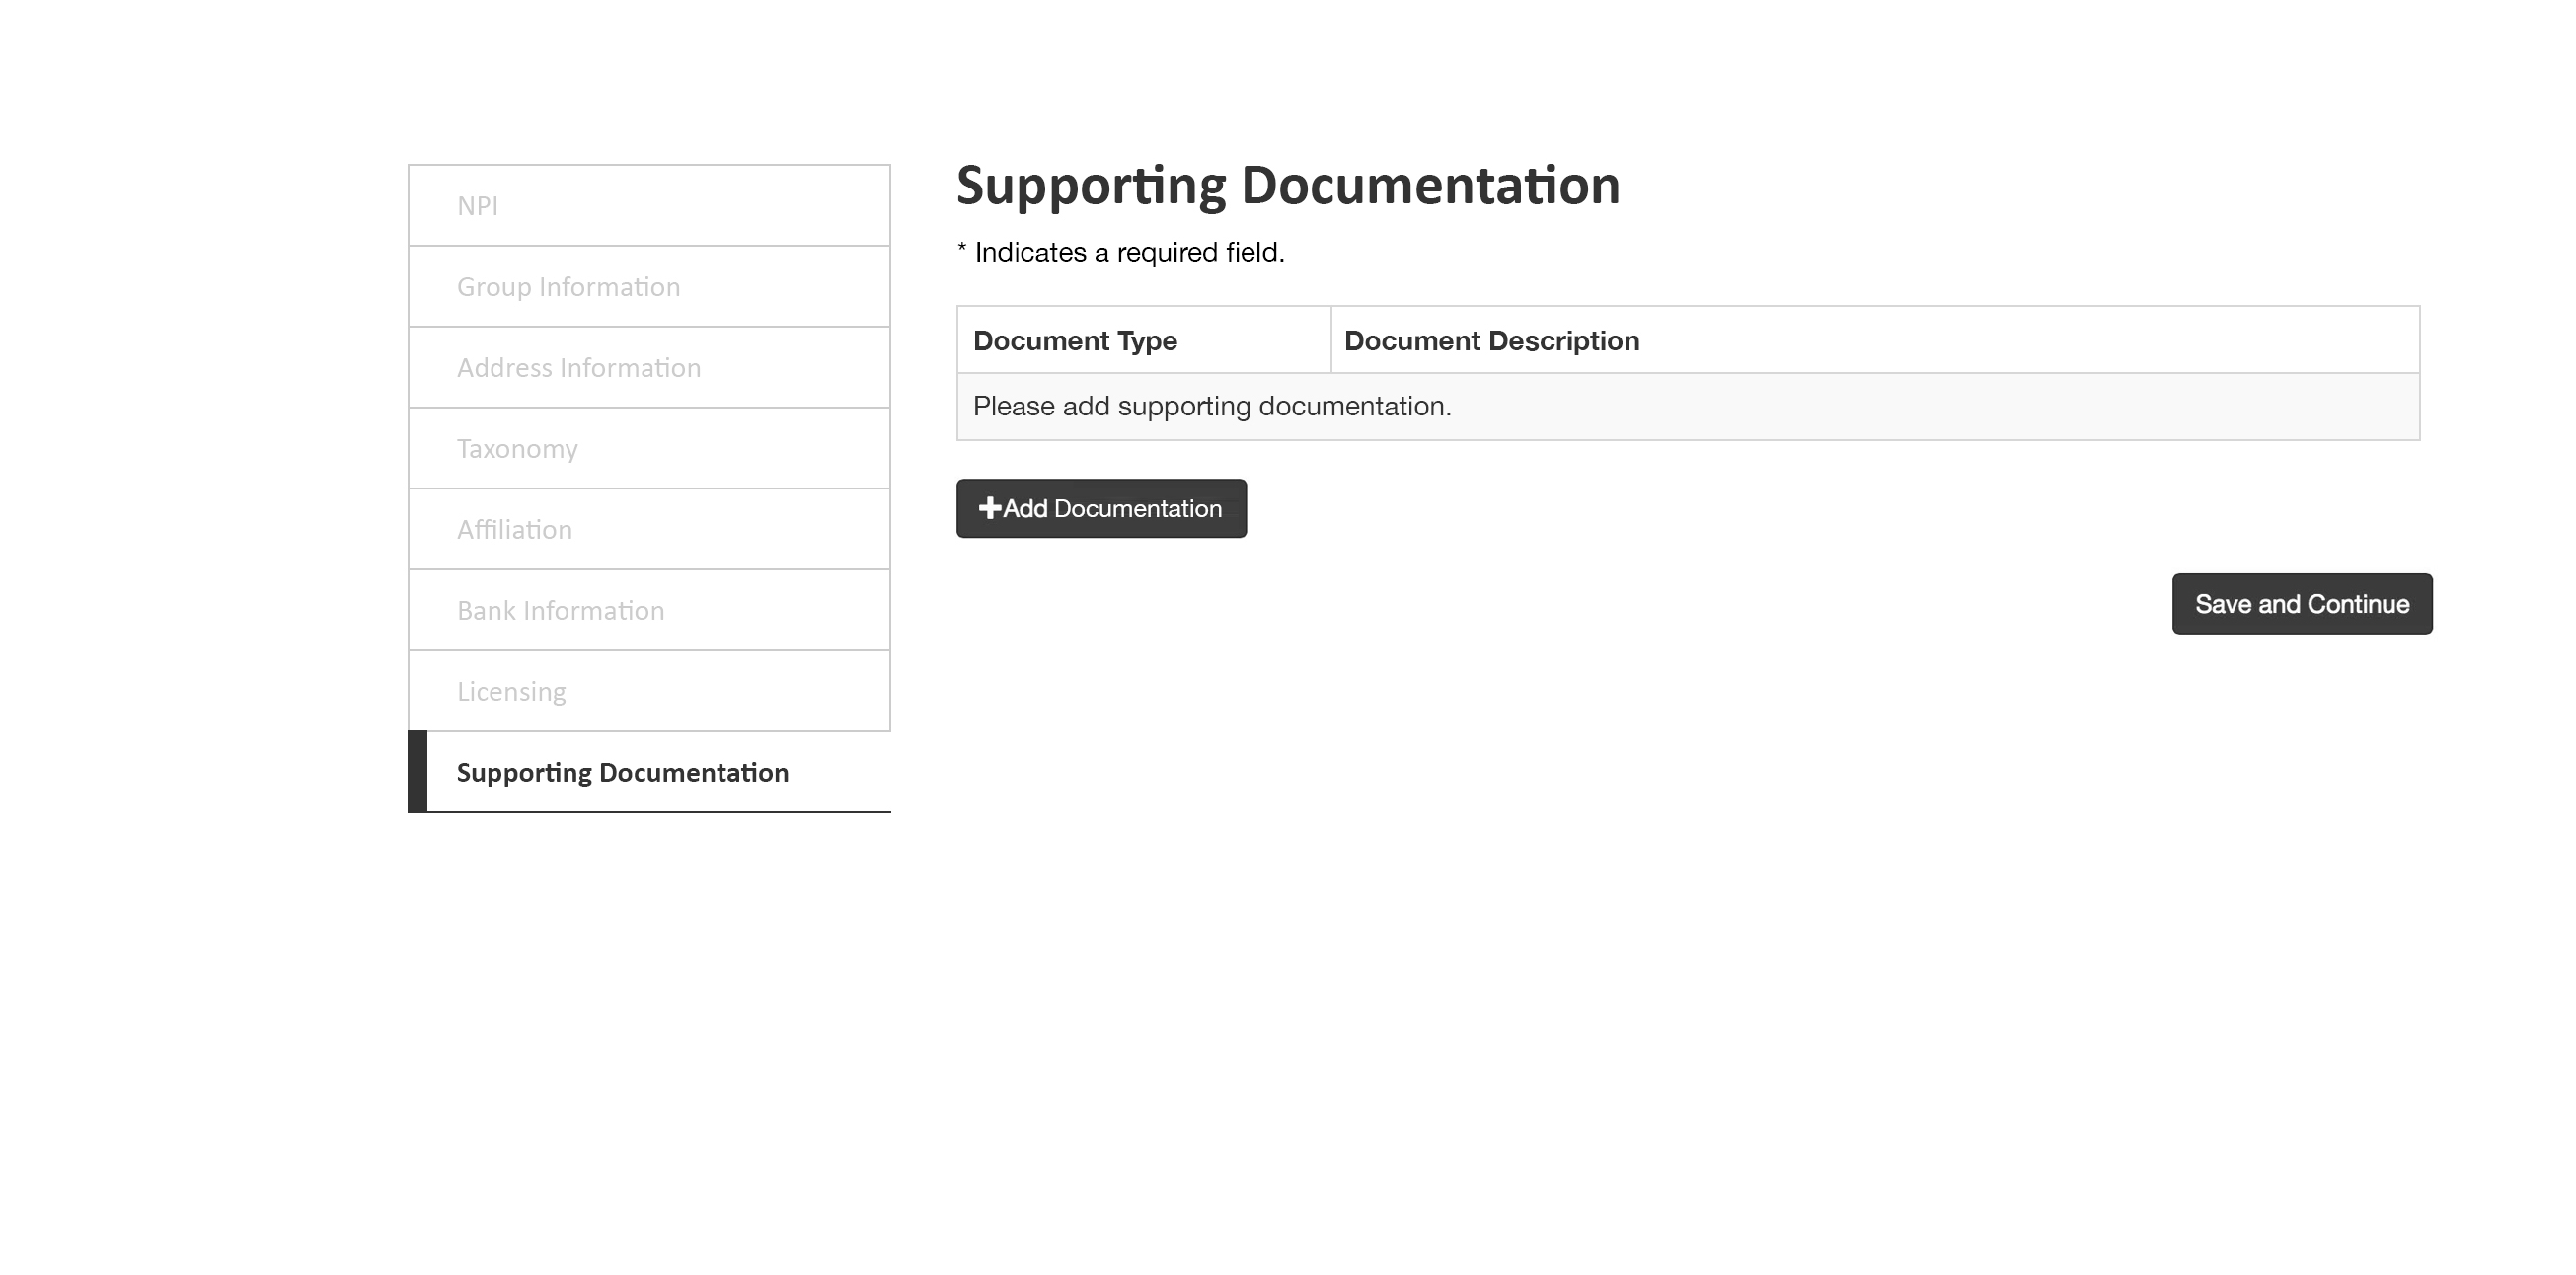 NPI
Group Information
Address Information
Taxonomy
Affiliation
Bank Information
Licensing
Supporting Documentation
Supporting Documentation
* Indicates a required field.
Document Type Document Description
Please add supporting documentation.
+Add Documentation
Save and Continue